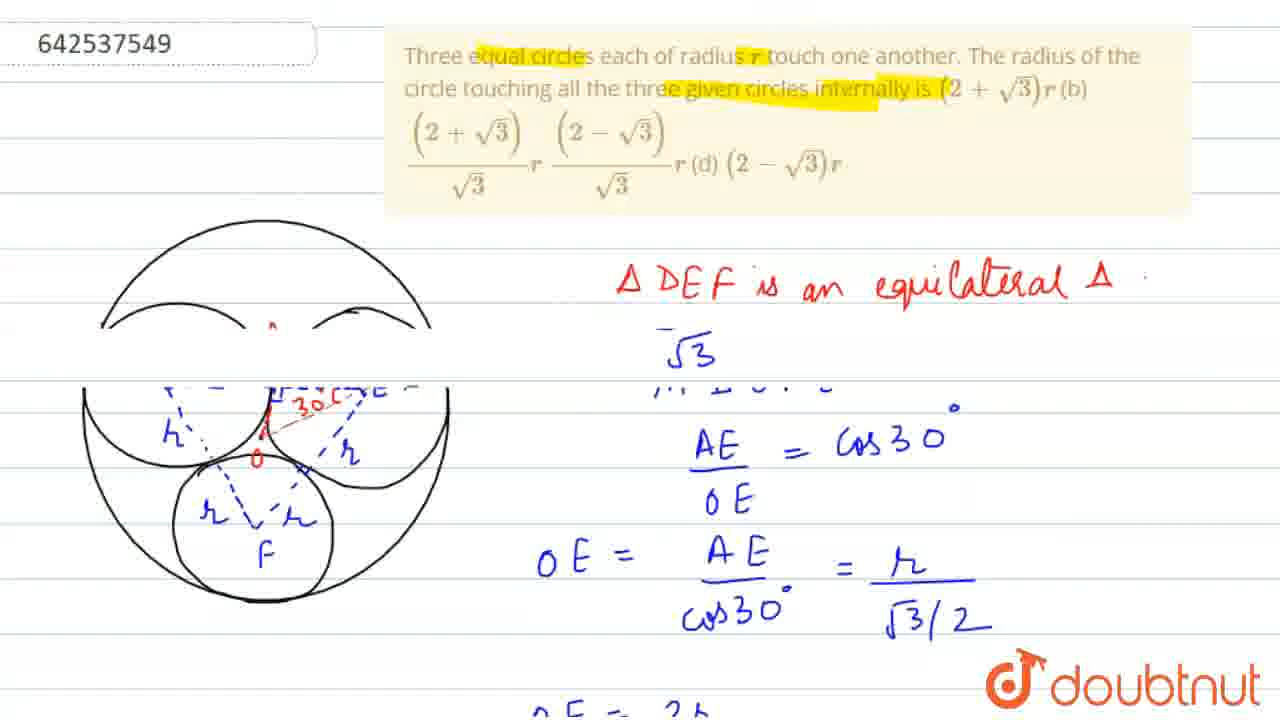 642537549
Three equal circles each of radius r touch one another. The radius of the
circle touching all the three given circles internally is (2 + √3) r (b)
(2 + √3)/√3 r (2 − √3)/√3 r (d) (2 − √3) r
Δ DEF is an equilateral Δ
√3
30 E
r O r
AE/OE = cos 30°
r r
F
OE = AE/cos30° = r/√3/2
OE = 2r
doubtnut